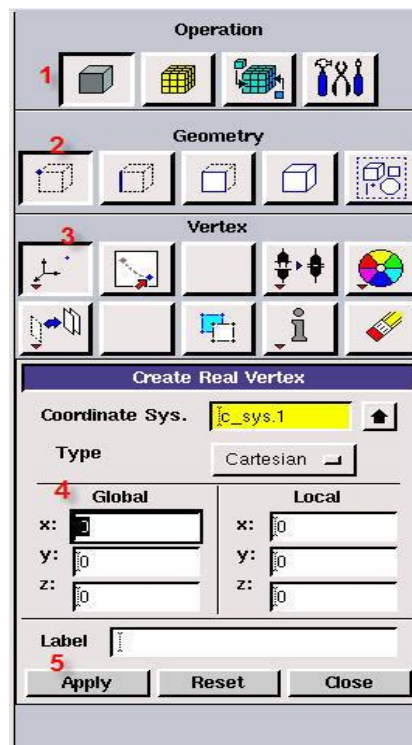 Operation
1
Geometry
2
Vertex
3
Create Real Vertex
Coordinate Sys. c_sys.1
Type Cartesian
4
Global Local
x: 0 x: 0
y: 0 y: 0
z: 0 z: 0
Label
5
Apply Reset Close